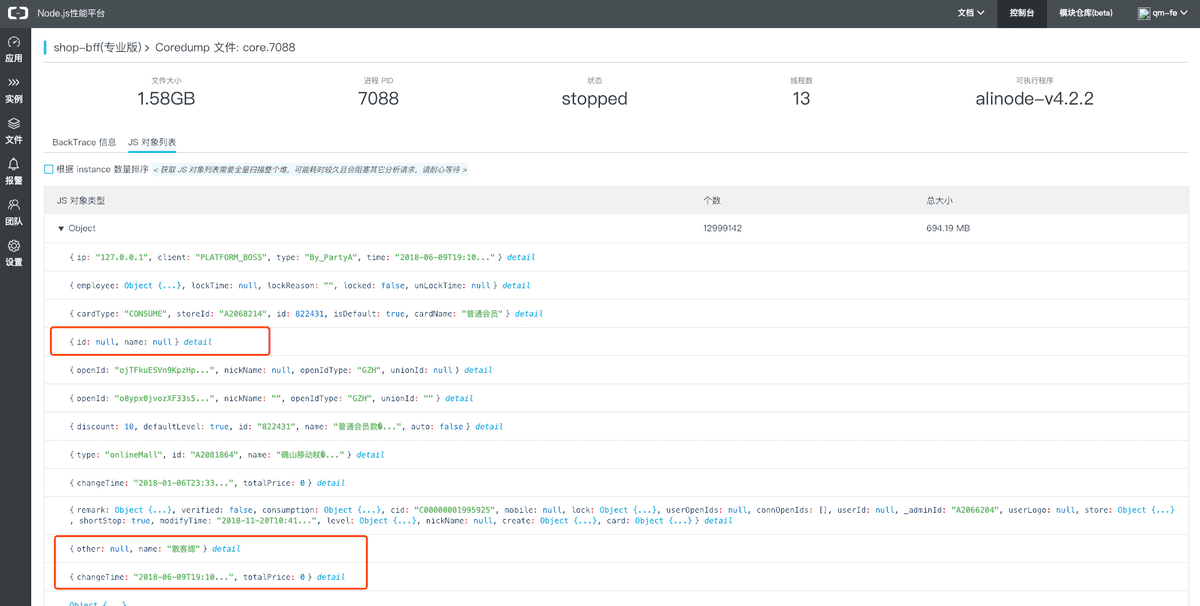 Node.js性能平台
文档
控制台
模块仓库(beta)
qm-fe
应用
实例
文件
报警
团队
设置
shop-bff(专业版) > Coredump 文件: core.7088
文件大小
1.58GB
进程 PID
7088
状态
stopped
线程数
13
可执行程序
alinode-v4.2.2
BackTrace 信息
JS 对象列表
根据 instance 数量排序 < 获取 JS 对象列表需要全量扫描整个堆，可能耗时较久且会阻塞其它分析请求，请耐心等待 >
JS 对象类型 个数 总大小
▼ Object 12999142 694.19 MB
{ ip: "127.0.0.1", client: "PLATFORM_BOSS", type: "By_PartyA", time: "2018-06-09T19:10..." } detail
{ employee: Object {...}, lockTime: null, lockReason: "", locked: false, unLockTime: null } detail
{ cardType: "CONSUME", storeId: "A2068214", id: 822431, isDefault: true, cardName: "普通会员" } detail
{ id: null, name: null } detail
{ openId: "ojTFkuESVn9KpzHp...", nickName: null, openIdType: "GZH", unionId: null } detail
{ openId: "o8ypx0jvozXF33s5...", nickName: "", openIdType: "GZH", unionId: "" } detail
{ discount: 10, defaultLevel: true, id: "822431", name: "普通会员款�...", auto: false } detail
{ type: "onlineMall", id: "A2081864", name: "确山移动杖�..." } detail
{ changeTime: "2018-01-06T23:33...", totalPrice: 0 } detail
{ remark: Object {...}, verified: false, consumption: Object {...}, cid: "C00000001995925", mobile: null, lock: Object {...}, userOpenIds: null, connOpenIds: [], userId: null, _adminId: "A2066204", userLogo: null, store: Object {...}
, shortStop: true, modifyTime: "2018-11-20T10:41...", level: Object {...}, nickName: null, create: Object {...}, card: Object {...} } detail
{ other: null, name: "散客缌" } detail
{ changeTime: "2018-06-09T19:10...", totalPrice: 0 } detail
Object {...}